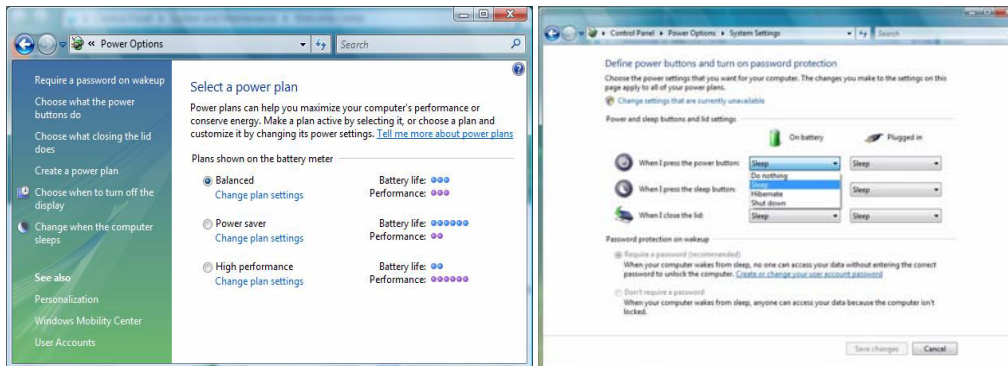 « Power Options
Search
Require a password on wakeup
Choose what the power
buttons do
Choose what closing the lid
does
Create a power plan
Choose when to turn off the
display
Change when the computer
sleeps
See also
Personalization
Windows Mobility Center
User Accounts
Select a power plan
Power plans can help you maximize your computer's performance or
conserve energy. Make a plan active by selecting it, or choose a plan and
customize it by changing its power settings. Tell me more about power plans
Plans shown on the battery meter
Balanced Battery life:
Change plan settings Performance:
Power saver Battery life:
Change plan settings Performance:
High performance Battery life:
Change plan settings Performance:
Control Panel ▸ Power Options ▸ System Settings
Search
Define power buttons and turn on password protection
Choose the power settings that you want for your computer. The changes you make to the settings on this
page apply to all of your power plans.
Change settings that are currently unavailable
Power and sleep buttons and lid settings
On battery Plugged in
When I press the power button: Sleep Sleep
Do nothing
Sleep
Hibernate
Shut down
When I press the sleep button: Sleep
When I close the lid: Sleep Sleep
Password protection on wakeup
Require a password (recommended)
When your computer wakes from sleep, no one can access your data without entering the correct
password to unlock the computer. Create or change your user account password
Don't require a password
When your computer wakes from sleep, anyone can access your data because the computer isn't
locked.
Save changes Cancel